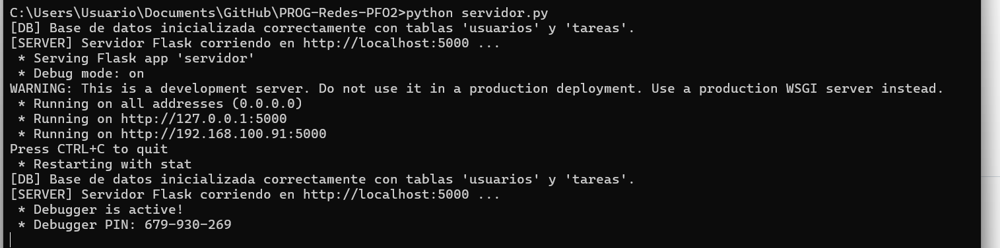 C:\Users\Usuario\Documents\GitHub\PROG-Redes-PFO2>python servidor.py
[DB] Base de datos inicializada correctamente con tablas 'usuarios' y 'tareas'.
[SERVER] Servidor Flask corriendo en http://localhost:5000 ...
 * Serving Flask app 'servidor'
 * Debug mode: on
WARNING: This is a development server. Do not use it in a production deployment. Use a production WSGI server instead.
 * Running on all addresses (0.0.0.0)
 * Running on http://127.0.0.1:5000
 * Running on http://192.168.100.91:5000
Press CTRL+C to quit
 * Restarting with stat
[DB] Base de datos inicializada correctamente con tablas 'usuarios' y 'tareas'.
[SERVER] Servidor Flask corriendo en http://localhost:5000 ...
 * Debugger is active!
 * Debugger PIN: 679-930-269